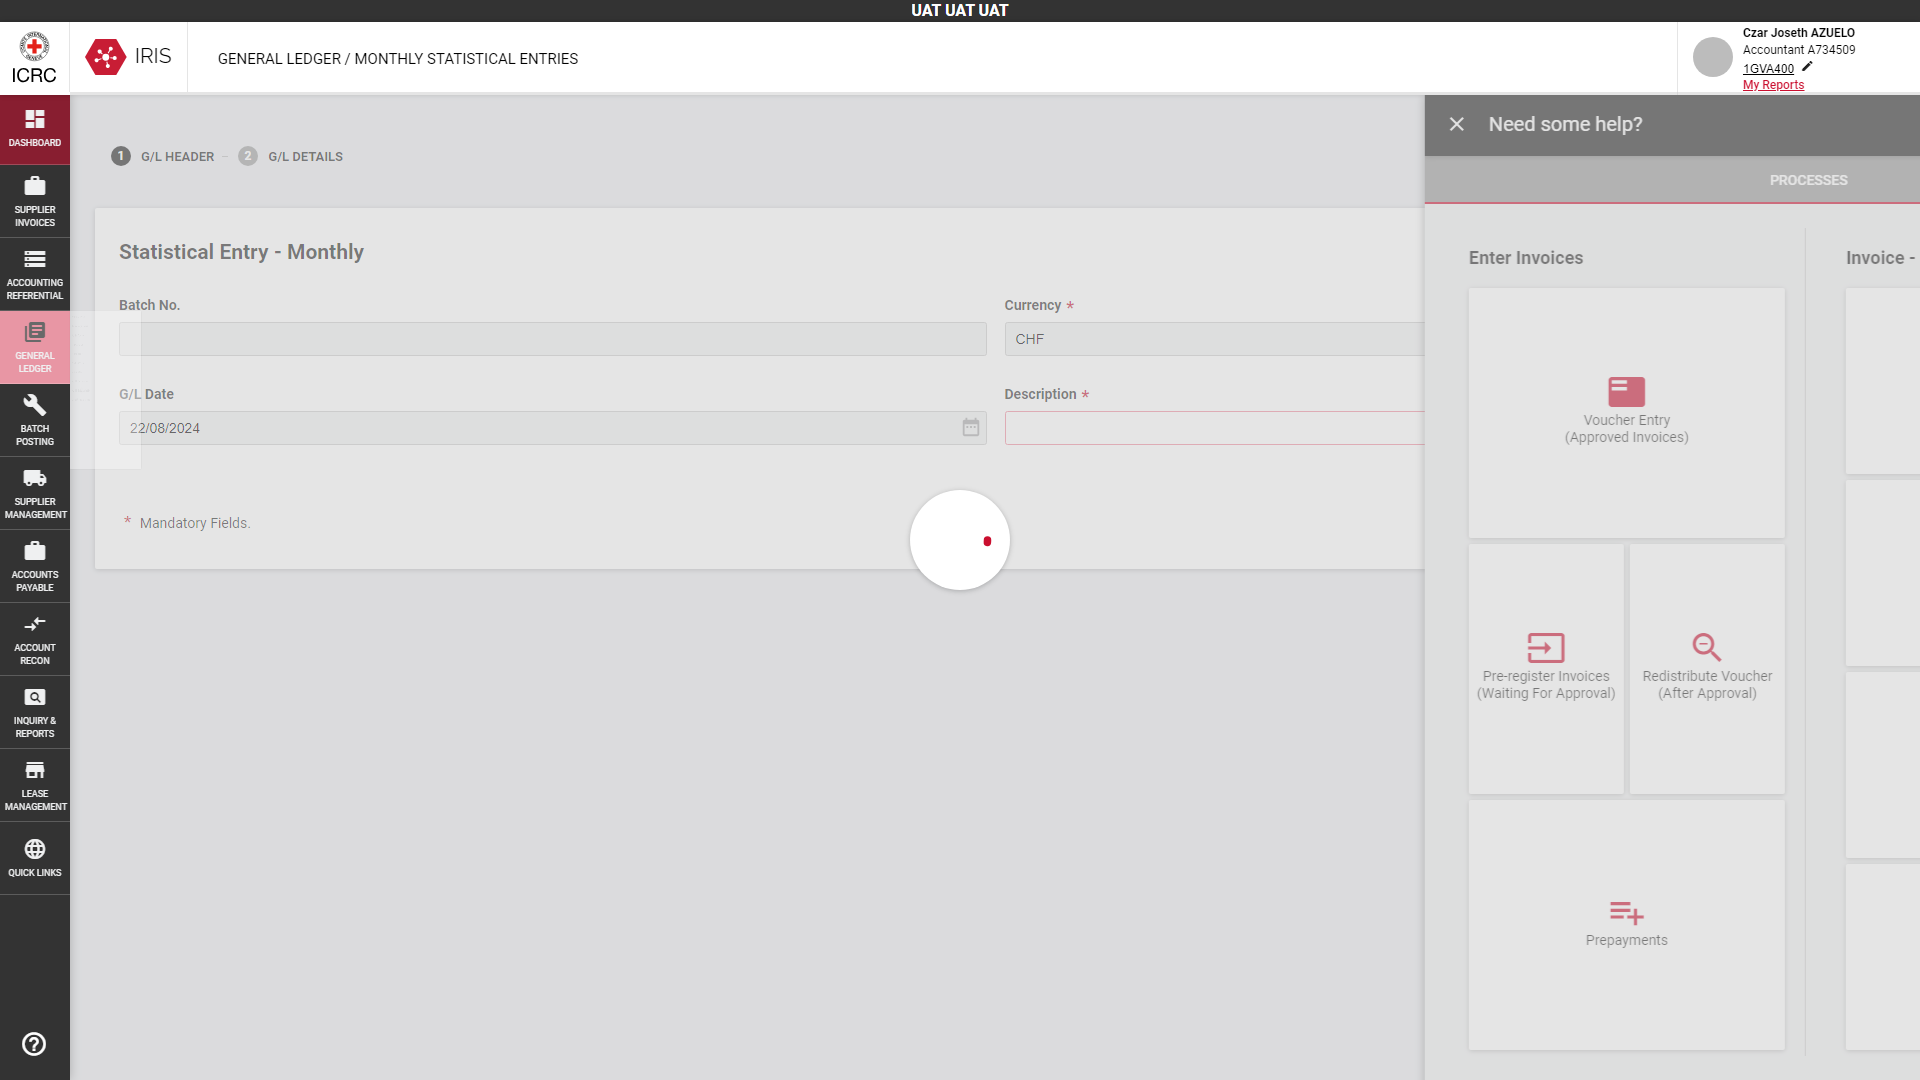 UAT UAT UAT
ICRC
IRIS
GENERAL LEDGER / MONTHLY STATISTICAL ENTRIES
Czar Joseth AZUELO
Accountant A734509
1GVA400
My Reports
DASHBOARD
SUPPLIER
INVOICES
ACCOUNTING
REFERENTIAL
GENERAL
LEDGER
BATCH
POSTING
SUPPLIER
MANAGEMENT
ACCOUNTS
PAYABLE
ACCOUNT
RECON
INQUIRY &
REPORTS
LEASE
MANAGEMENT
QUICK LINKS
1 G/L HEADER 2 G/L DETAILS
Statistical Entry - Monthly
Batch No.
Currency *
CHF
G/L Date
22/08/2024
Description *
* Mandatory Fields.
Need some help?
PROCESSES
Enter Invoices
Invoice -
Voucher Entry
(Approved Invoices)
Pre-register Invoices
(Waiting For Approval)
Redistribute Voucher
(After Approval)
Prepayments